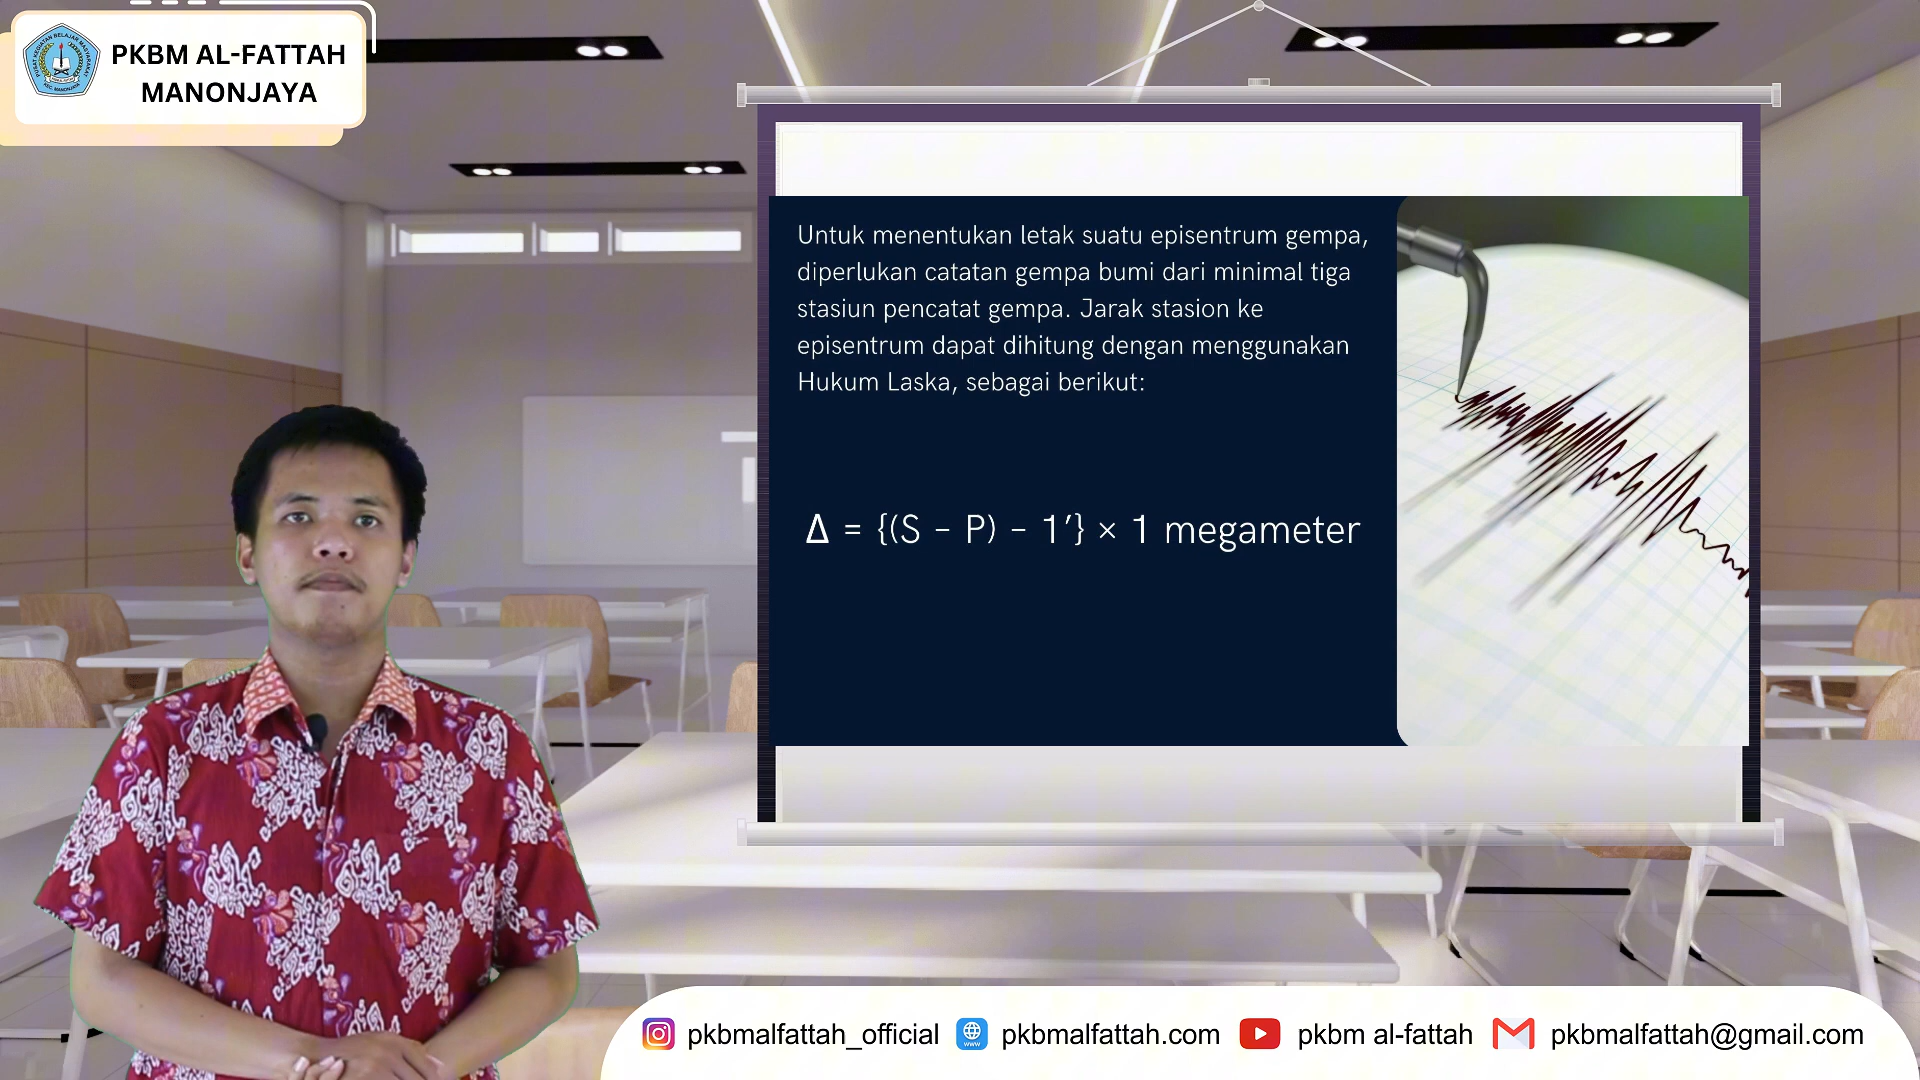 PKBM AL-FATTAH
MANONJAYA
Untuk menentukan letak suatu episentrum gempa,
diperlukan catatan gempa bumi dari minimal tiga
stasiun pencatat gempa. Jarak stasion ke
episentrum dapat dihitung dengan menggunakan
Hukum Laska, sebagai berikut:
Δ = {(S – P) – 1′} × 1 megameter
pkbmalfattah_official
pkbmalfattah.com
pkbm al-fattah
pkbmalfattah@gmail.com